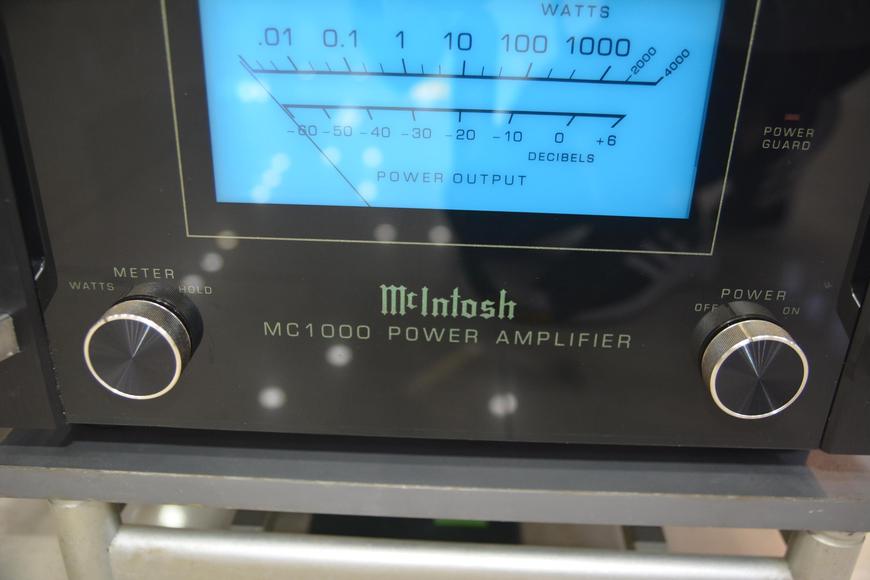 WATTS
.01 0.1 1 10 100 1000 2000 4000
-60 -50 -40 -30 -20 -10 0 +6
DECIBELS
POWER OUTPUT
POWER
GUARD
METER
WATTS HOLD
McIntosh
MC1000 POWER AMPLIFIER
POWER
OFF ON